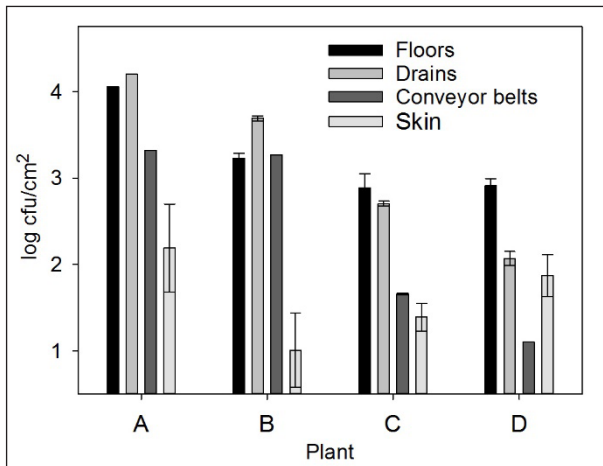 Floors
Drains
Conveyor belts
Skin
log cfu/cm²
4
3
2
1
A B C D
Plant